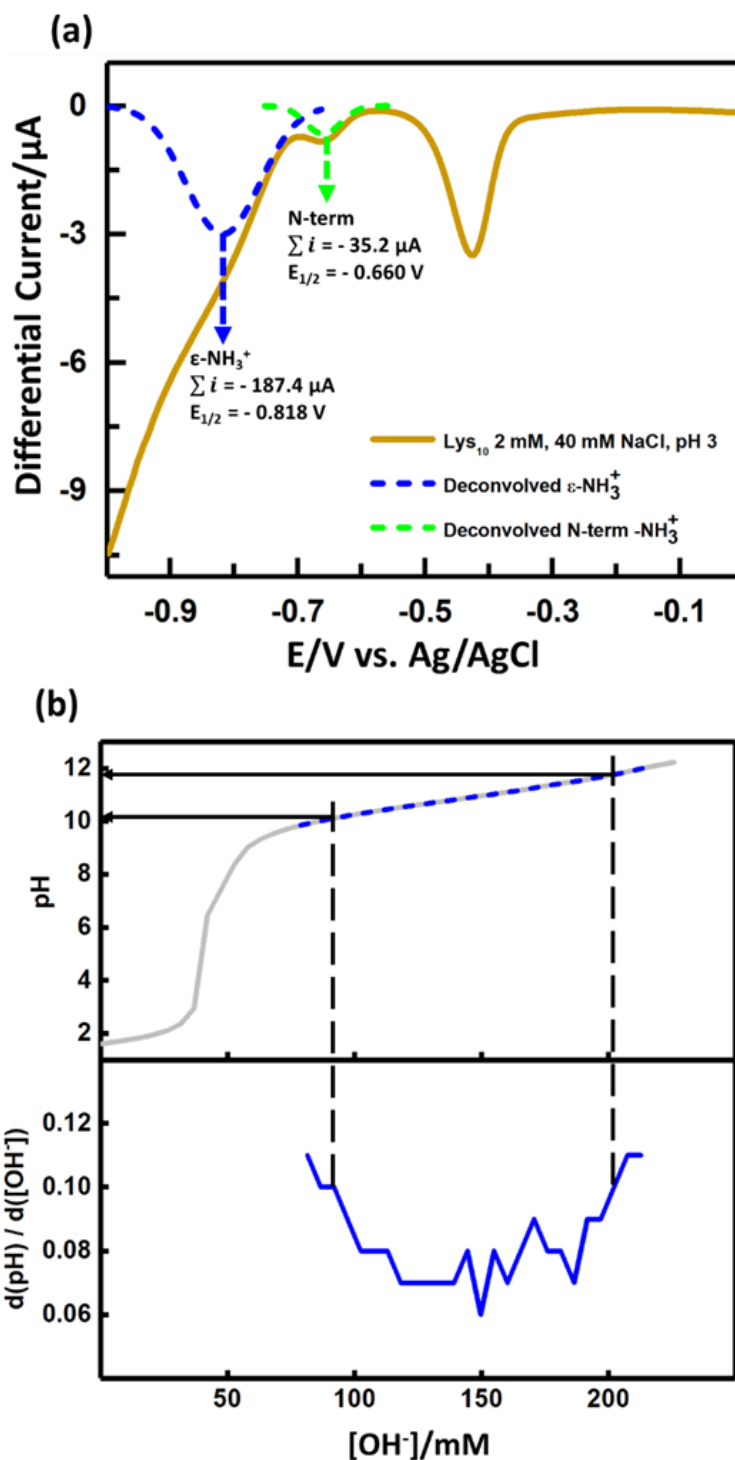 (a)
0
-3
-6
-9
Differential Current/µA
N-term
∑ i = - 35.2 µA
E1/2 = - 0.660 V
ε-NH3+
∑ i = - 187.4 µA
E1/2 = - 0.818 V
Lys10 2 mM, 40 mM NaCl, pH 3
Deconvolved ε-NH3+
Deconvolved N-term -NH3+
-0.9 -0.7 -0.5 -0.3 -0.1
E/V vs. Ag/AgCl
(b)
12
10
8
6
4
2
pH
0.12
0.10
0.08
0.06
d(pH) / d([OH-])
50 100 150 200
[OH-]/mM